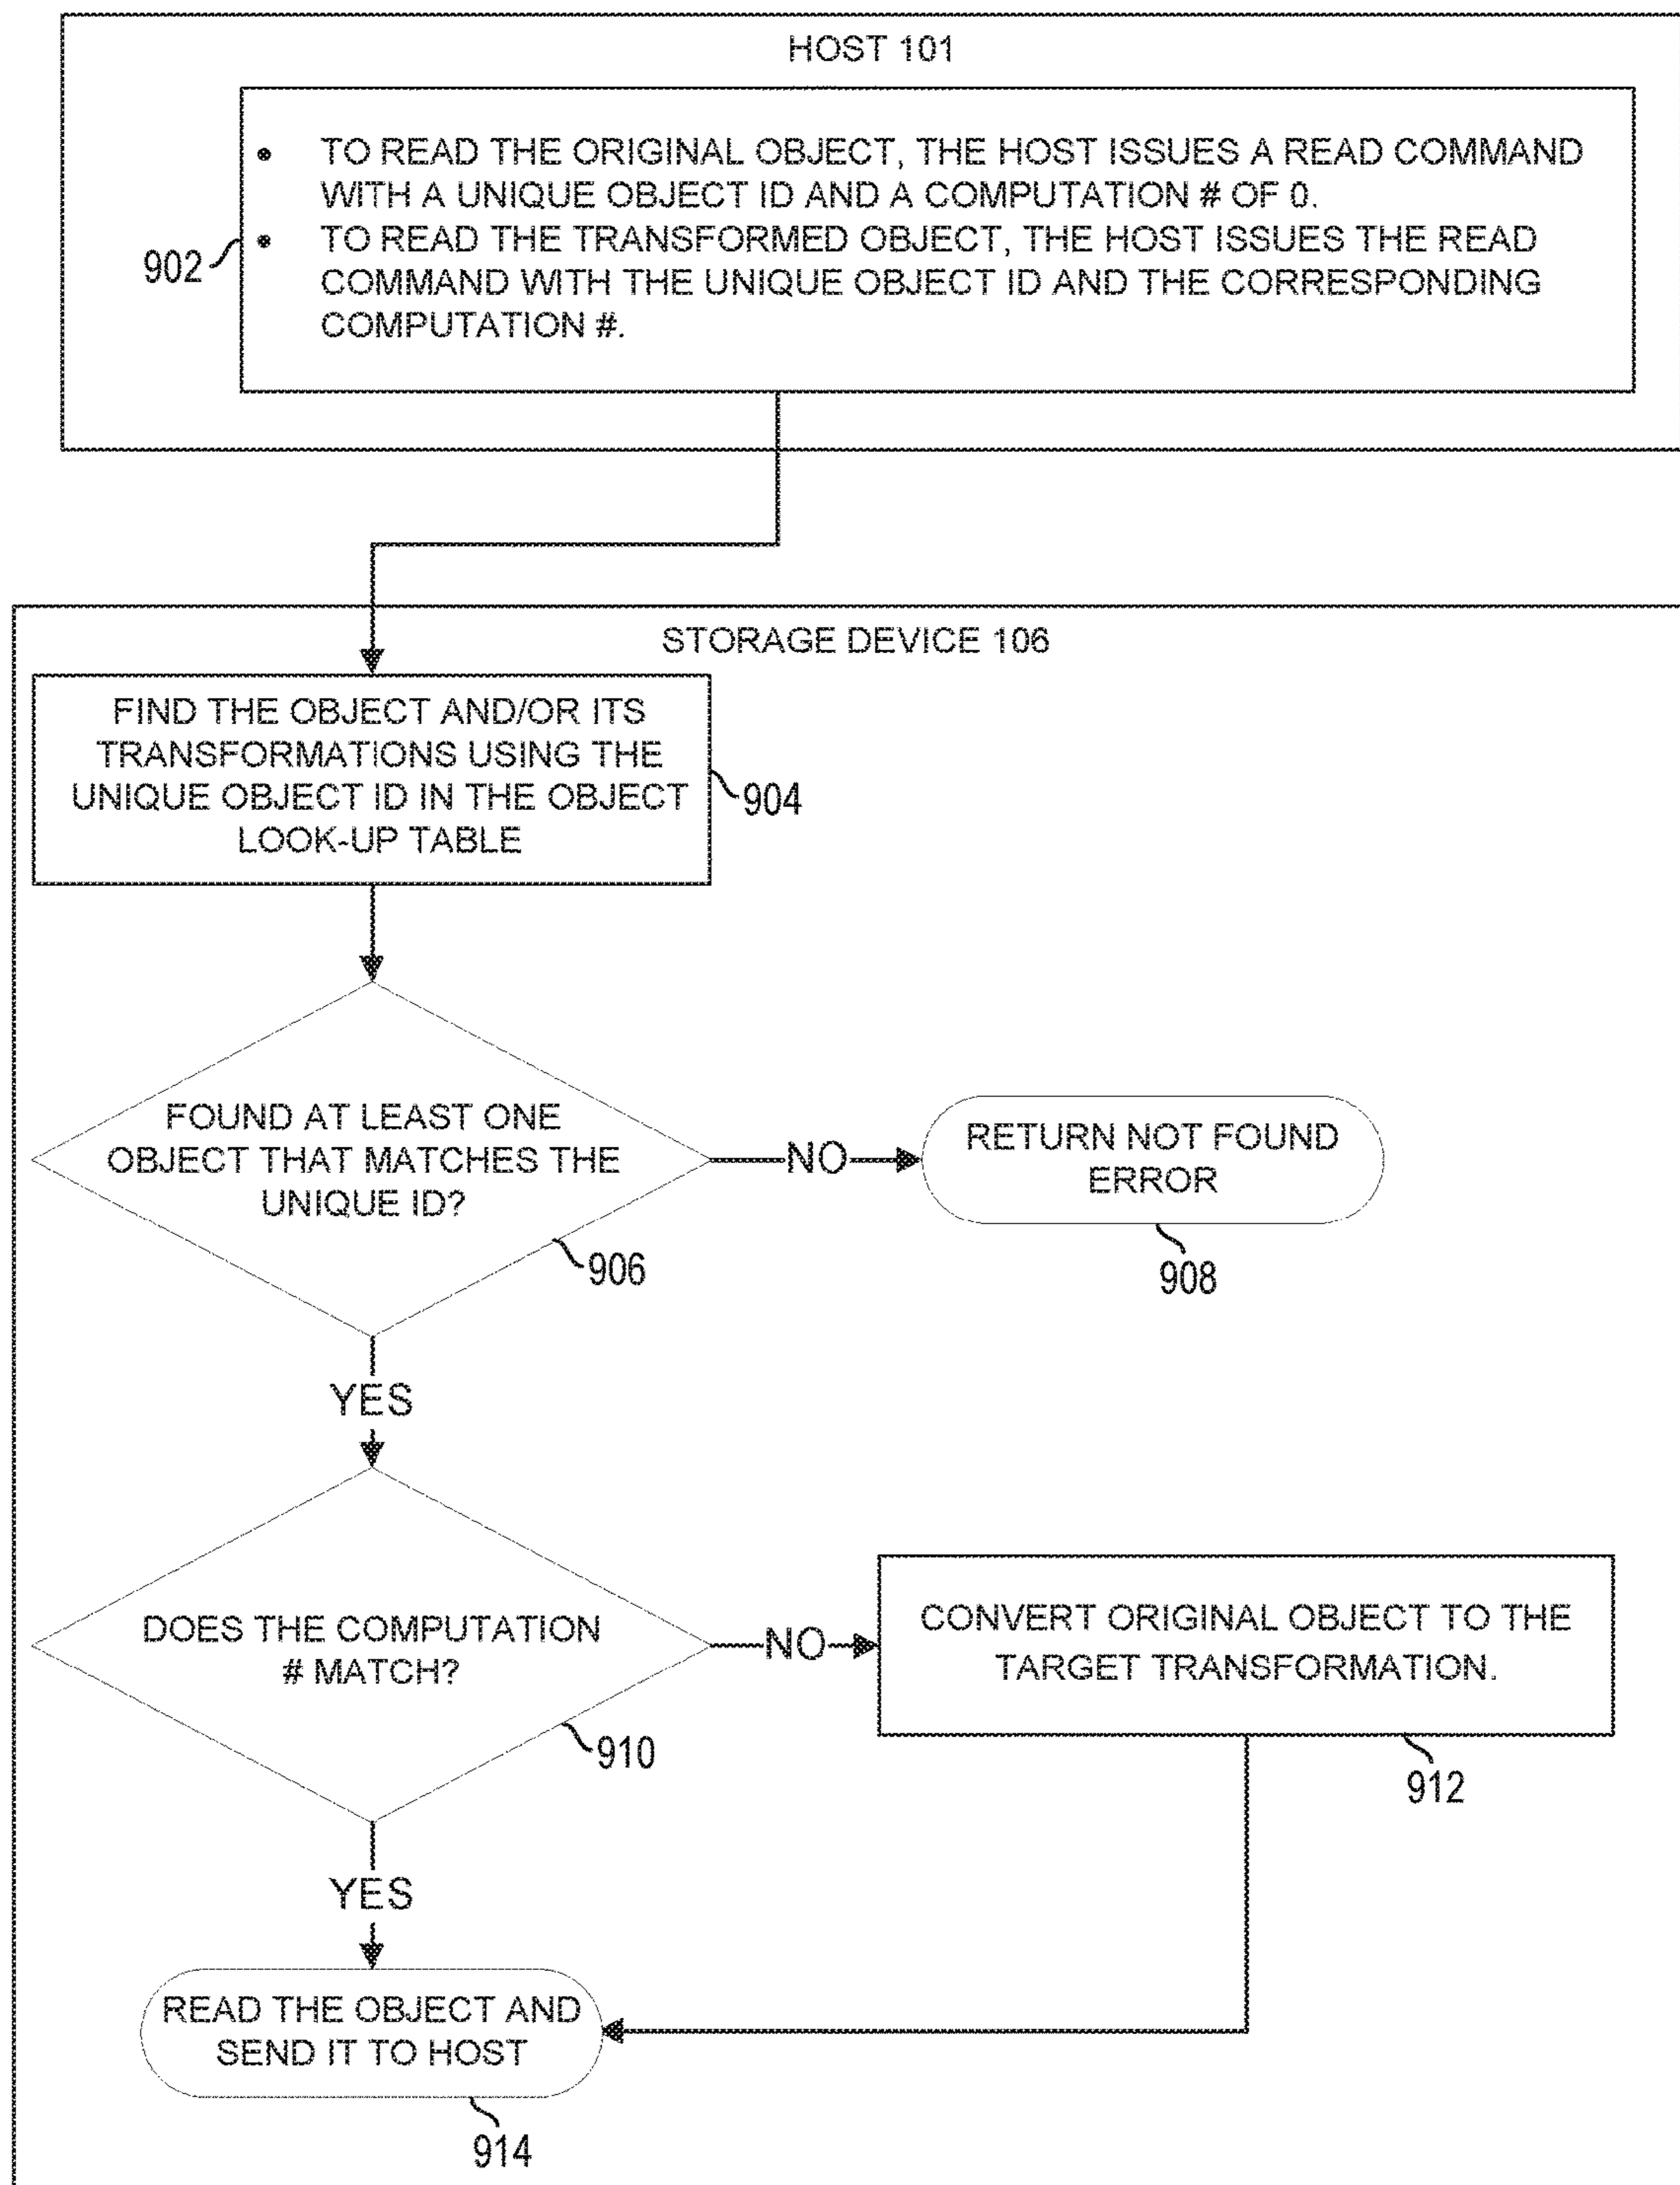 HOST 101
• TO READ THE ORIGINAL OBJECT, THE HOST ISSUES A READ COMMAND
WITH A UNIQUE OBJECT ID AND A COMPUTATION # OF 0.
• TO READ THE TRANSFORMED OBJECT, THE HOST ISSUES THE READ
COMMAND WITH THE UNIQUE OBJECT ID AND THE CORRESPONDING
COMPUTATION #.
902
STORAGE DEVICE 106
FIND THE OBJECT AND/OR ITS
TRANSFORMATIONS USING THE
UNIQUE OBJECT ID IN THE OBJECT
LOOK-UP TABLE
904
FOUND AT LEAST ONE
OBJECT THAT MATCHES THE
UNIQUE ID?
906
NO
RETURN NOT FOUND
ERROR
908
YES
DOES THE COMPUTATION
# MATCH?
910
NO
CONVERT ORIGINAL OBJECT TO THE
TARGET TRANSFORMATION.
912
YES
READ THE OBJECT AND
SEND IT TO HOST
914